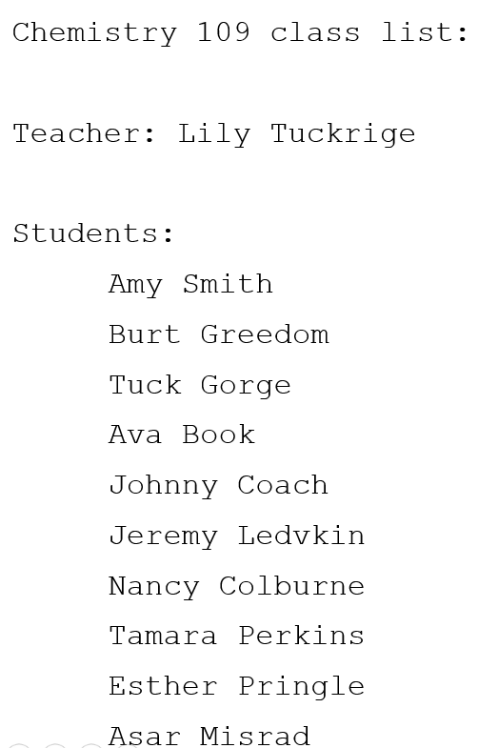 Chemistry 109 class list:
Teacher: Lily Tuckrige
Students:
Amy Smith
Burt Greedom
Tuck Gorge
Ava Book
Johnny Coach
Jeremy Ledvkin
Nancy Colburne
Tamara Perkins
Esther Pringle
Asar Misrad